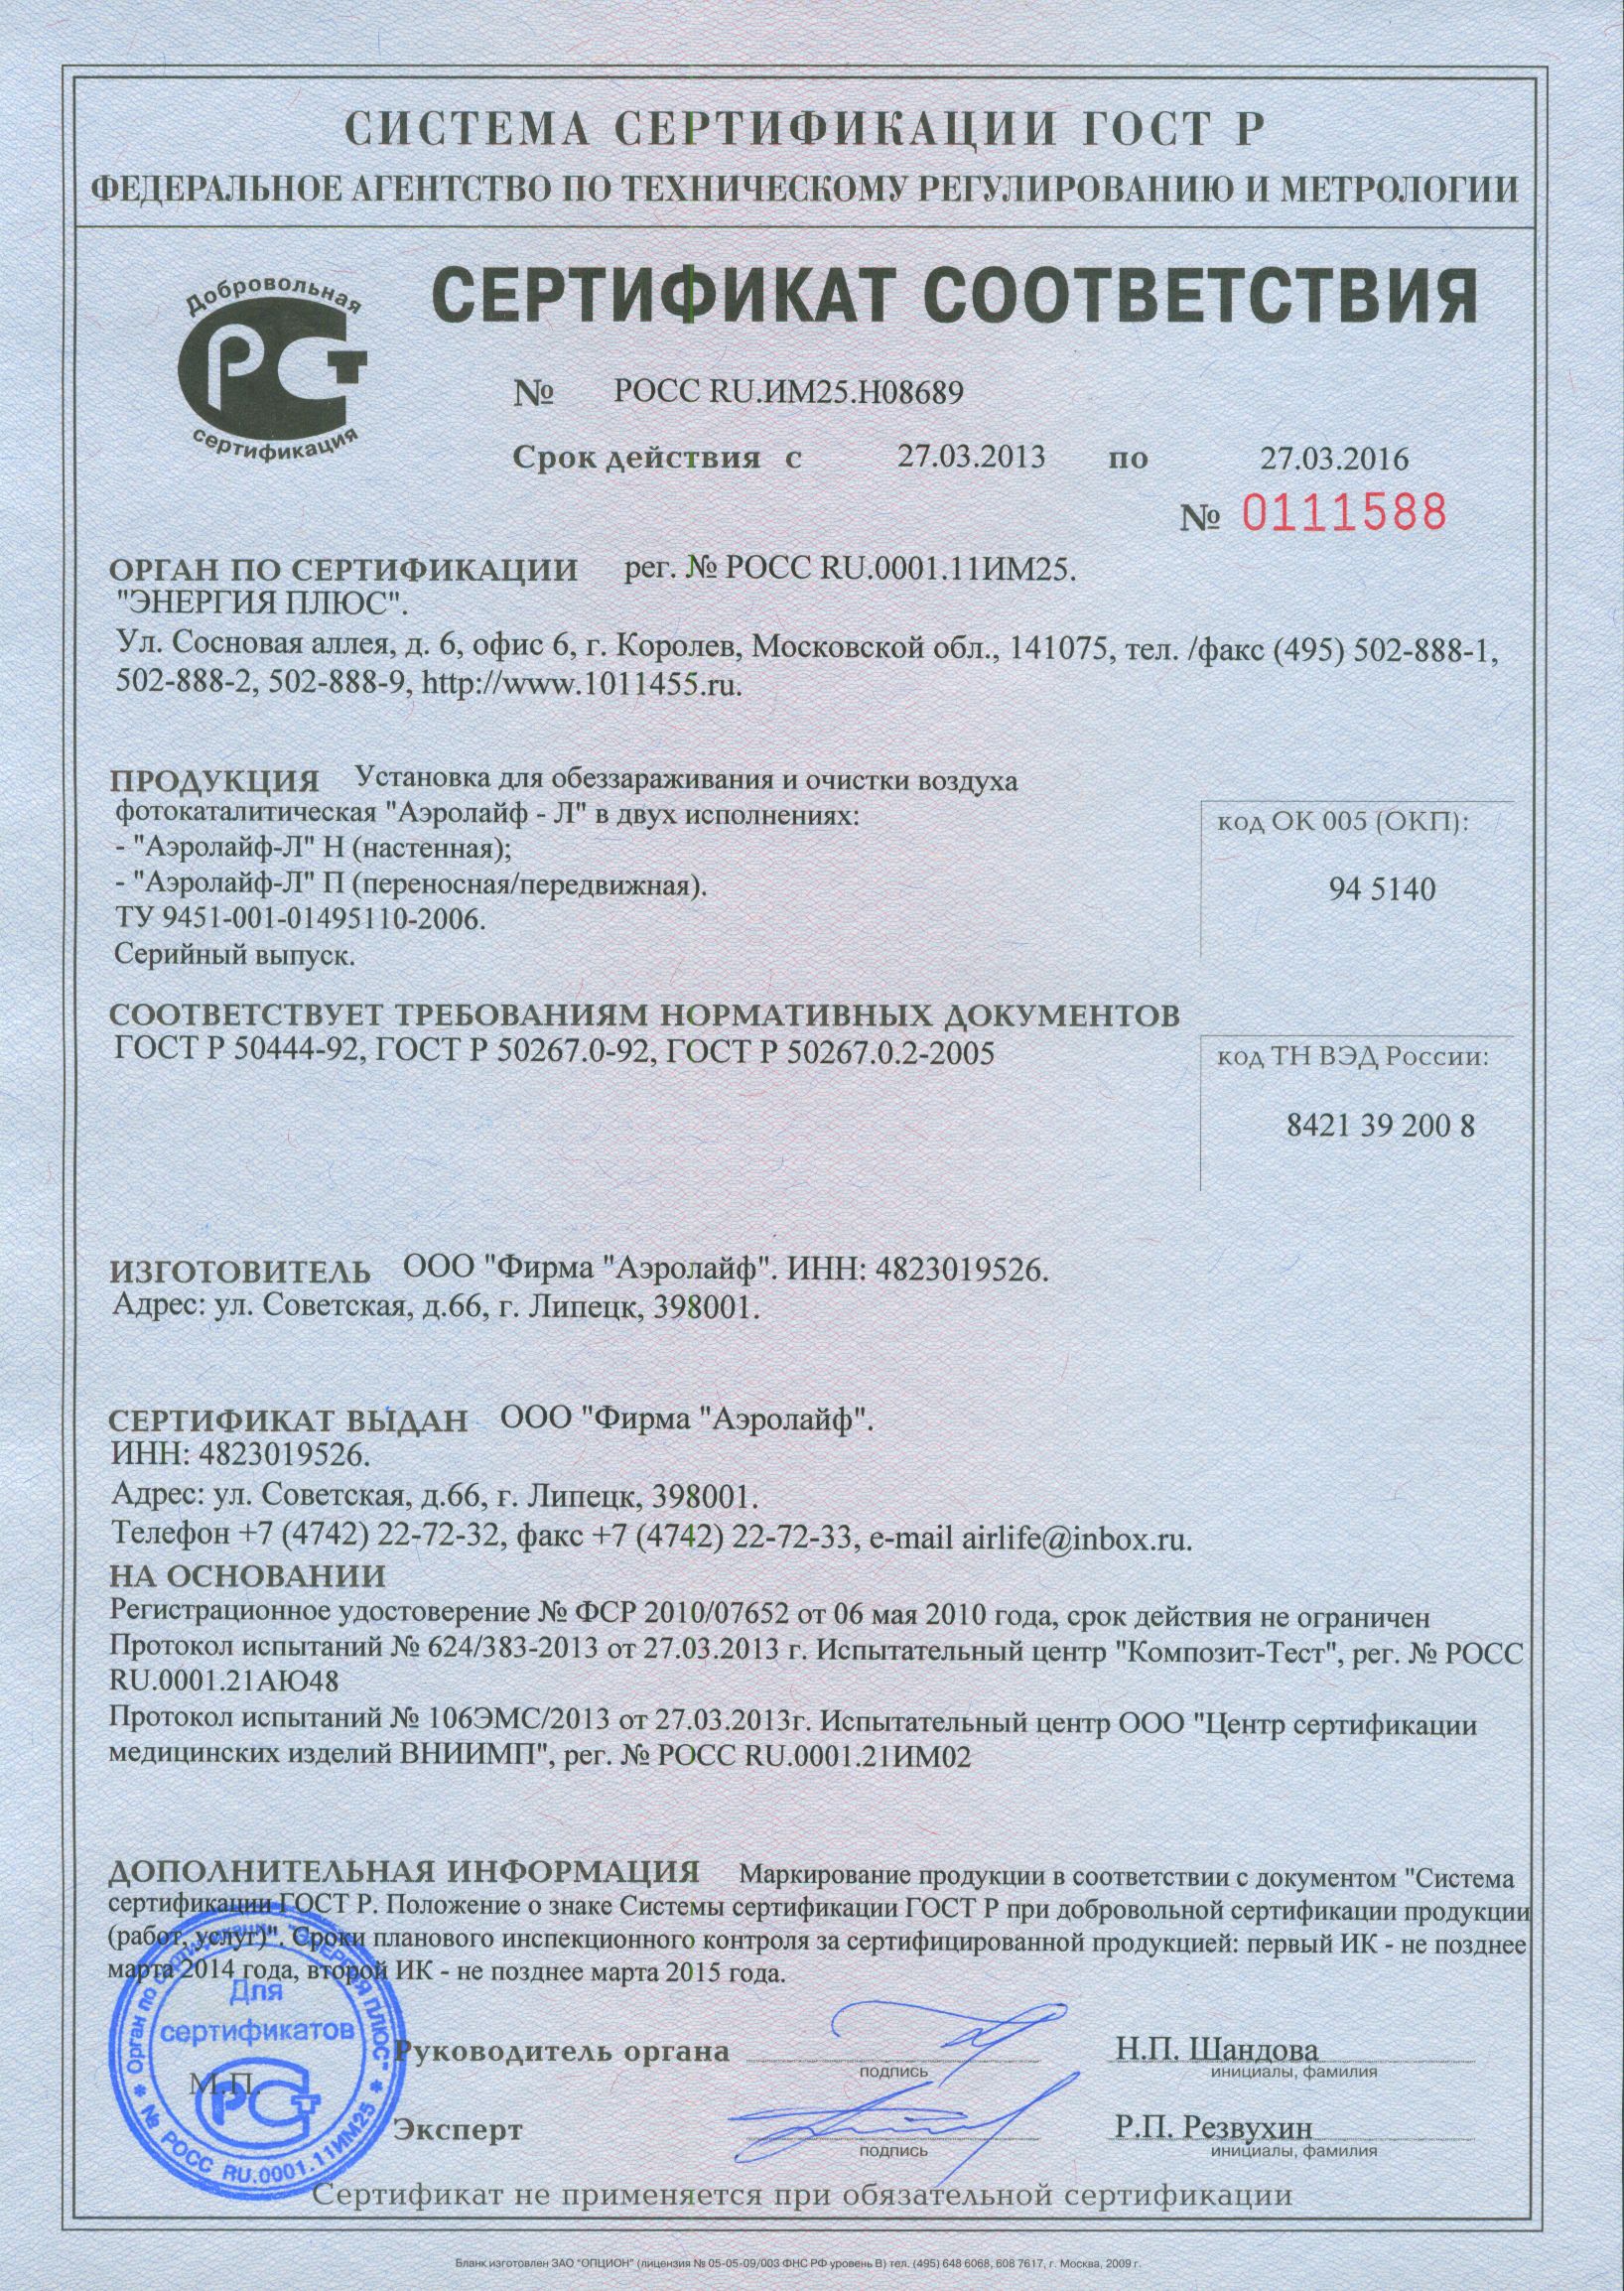 СИСТЕМА СЕРТИФИКАЦИИ ГОСТ Р
ФЕДЕРАЛЬНОЕ АГЕНТСТВО ПО ТЕХНИЧЕСКОМУ РЕГУЛИРОВАНИЮ И МЕТРОЛОГИИ
Добровольная
РСТ
сертификация
СЕРТИФИКАТ СООТВЕТСТВИЯ
№ РОСС RU.ИМ25.Н08689
Срок действия с 27.03.2013 по 27.03.2016
№ 0111588
ОРГАН ПО СЕРТИФИКАЦИИ рег. № РОСС RU.0001.11ИМ25.
"ЭНЕРГИЯ ПЛЮС".
Ул. Сосновая аллея, д. 6, офис 6, г. Королев, Московской обл., 141075, тел. /факс (495) 502-888-1,
502-888-2, 502-888-9, http://www.1011455.ru.
ПРОДУКЦИЯ Установка для обеззараживания и очистки воздуха
фотокаталитическая "Аэролайф - Л" в двух исполнениях:
- "Аэролайф-Л" Н (настенная);
- "Аэролайф-Л" П (переносная/передвижная).
ТУ 9451-001-01495110-2006.
Серийный выпуск.
код ОК 005 (ОКП):
94 5140
СООТВЕТСТВУЕТ ТРЕБОВАНИЯМ НОРМАТИВНЫХ ДОКУМЕНТОВ
ГОСТ Р 50444-92, ГОСТ Р 50267.0-92, ГОСТ Р 50267.0.2-2005
код ТН ВЭД России:
8421 39 200 8
ИЗГОТОВИТЕЛЬ ООО "Фирма "Аэролайф". ИНН: 4823019526.
Адрес: ул. Советская, д.66, г. Липецк, 398001.
СЕРТИФИКАТ ВЫДАН ООО "Фирма "Аэролайф".
ИНН: 4823019526.
Адрес: ул. Советская, д.66, г. Липецк, 398001.
Телефон +7 (4742) 22-72-32, факс +7 (4742) 22-72-33, e-mail airlife@inbox.ru.
НА ОСНОВАНИИ
Регистрационное удостоверение № ФСР 2010/07652 от 06 мая 2010 года, срок действия не ограничен
Протокол испытаний № 624/383-2013 от 27.03.2013 г. Испытательный центр "Композит-Тест", рег. № РОСС
RU.0001.21АЮ48
Протокол испытаний № 106ЭМС/2013 от 27.03.2013г. Испытательный центр ООО "Центр сертификации
медицинских изделий ВНИИМП", рег. № РОСС RU.0001.21ИМ02
ДОПОЛНИТЕЛЬНАЯ ИНФОРМАЦИЯ Маркирование продукции в соответствии с документом "Система
сертификации ГОСТ Р. Положение о знаке Системы сертификации ГОСТ Р при добровольной сертификации продукции
(работ, услуг)". Сроки планового инспекционного контроля за сертифицированной продукцией: первый ИК - не позднее
марта 2014 года, второй ИК - не позднее марта 2015 года.
Орган по сертификации "ЭНЕРГИЯ ПЛЮС"
* № РОСС RU.0001.11ИМ25 *
Для
сертификатов
РСТ
М.П.
Руководитель органа
подпись
Н.П. Шандова
инициалы, фамилия
Эксперт
подпись
Р.П. Резвухин
инициалы, фамилия
Сертификат не применяется при обязательной сертификации
Бланк изготовлен ЗАО "ОПЦИОН" (лицензия № 05-05-09/003 ФНС РФ уровень В) тел. (495) 648 6068, 608 7617, г. Москва, 2009 г.